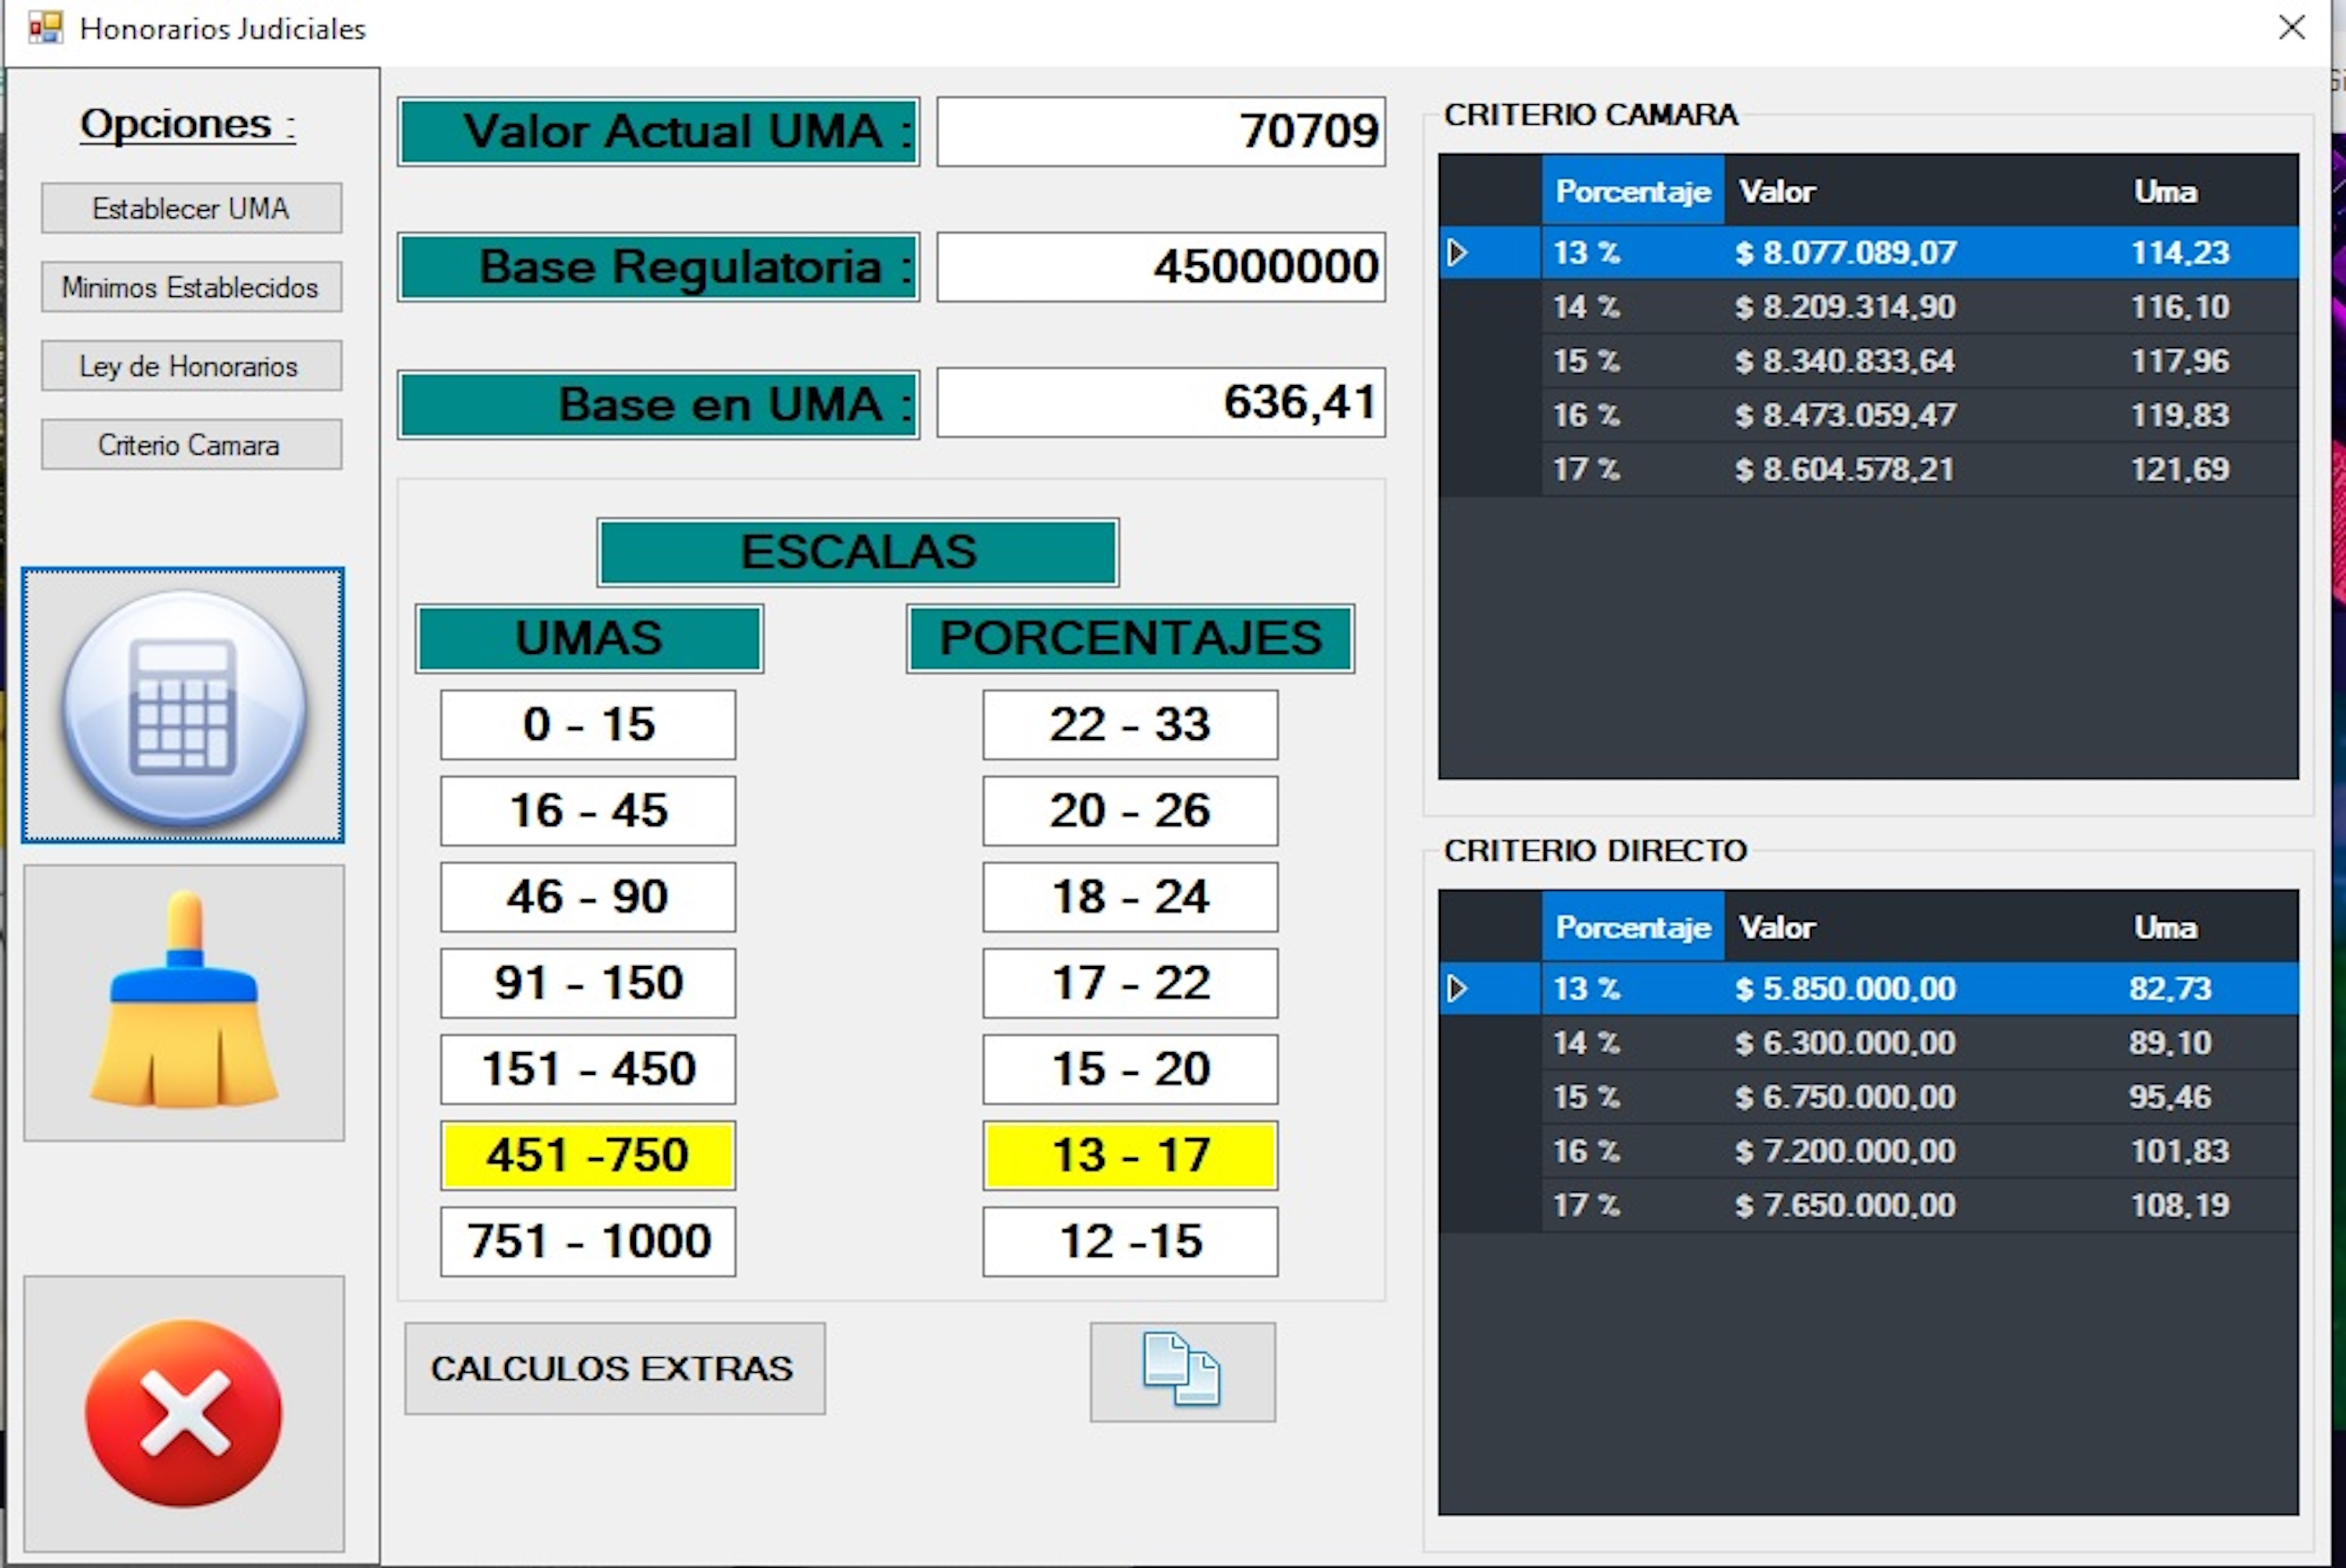 Honorarios Judiciales
Opciones :
Establecer UMA
Minimos Establecidos
Ley de Honorarios
Criterio Camara
Valor Actual UMA : 70709
Base Regulatoria : 45000000
Base en UMA : 636,41
ESCALAS
UMAS PORCENTAJES
0 - 15 22 - 33
16 - 45 20 - 26
46 - 90 18 - 24
91 - 150 17 - 22
151 - 450 15 - 20
451 -750 13 - 17
751 - 1000 12 -15
CALCULOS EXTRAS
CRITERIO CAMARA
Porcentaje Valor Uma
13 % $ 8.077.089,07 114,23
14 % $ 8.209.314,90 116,10
15 % $ 8.340.833,64 117,96
16 % $ 8.473.059,47 119,83
17 % $ 8.604.578,21 121,69
CRITERIO DIRECTO
Porcentaje Valor Uma
13 % $ 5.850.000,00 82,73
14 % $ 6.300.000,00 89,10
15 % $ 6.750.000,00 95,46
16 % $ 7.200.000,00 101,83
17 % $ 7.650.000,00 108,19